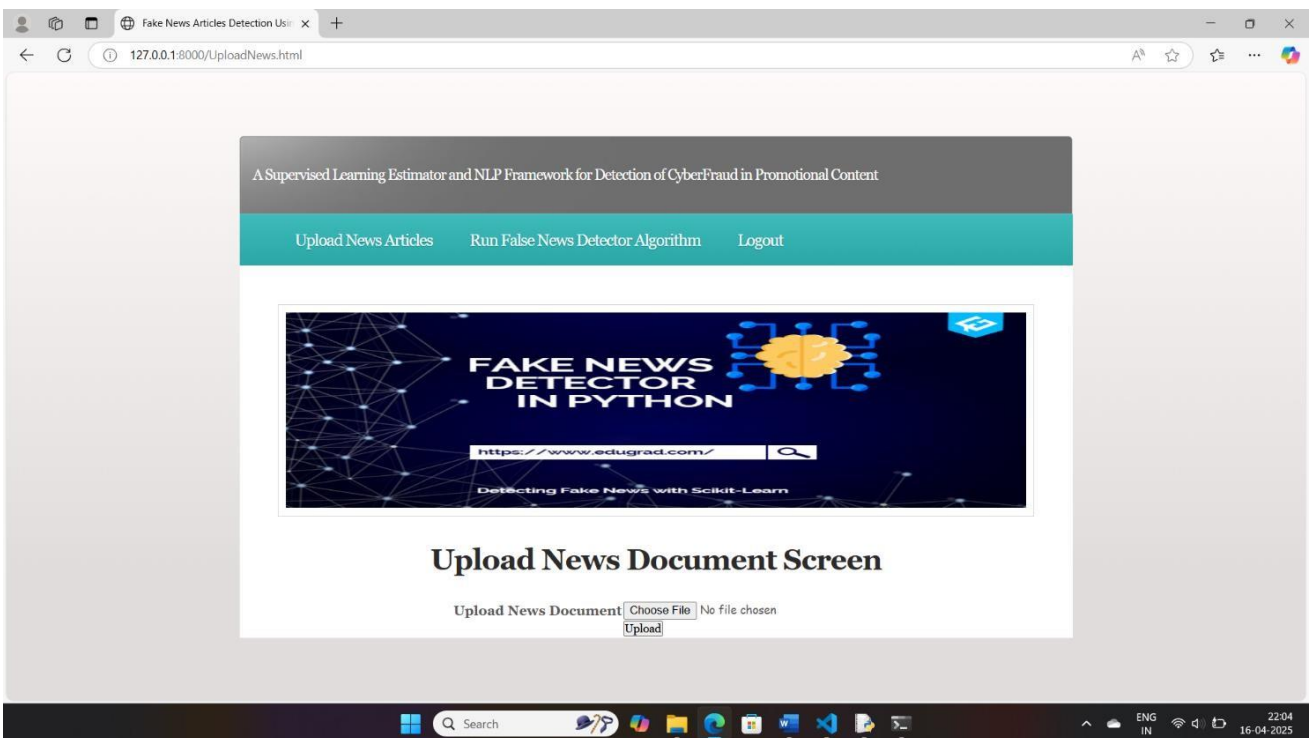 Fake News Articles Detection Usin
127.0.0.1:8000/UploadNews.html
A Supervised Learning Estimator and NLP Framework for Detection of CyberFraud in Promotional Content
Upload News Articles Run False News Detector Algorithm Logout
FAKE NEWS
DETECTOR
IN PYTHON
https://www.edugrad.com/
Detecting Fake News with Scikit-Learn
Upload News Document Screen
Upload News Document Choose File No file chosen
Upload
Search
ENG
IN
22:04
16-04-2025